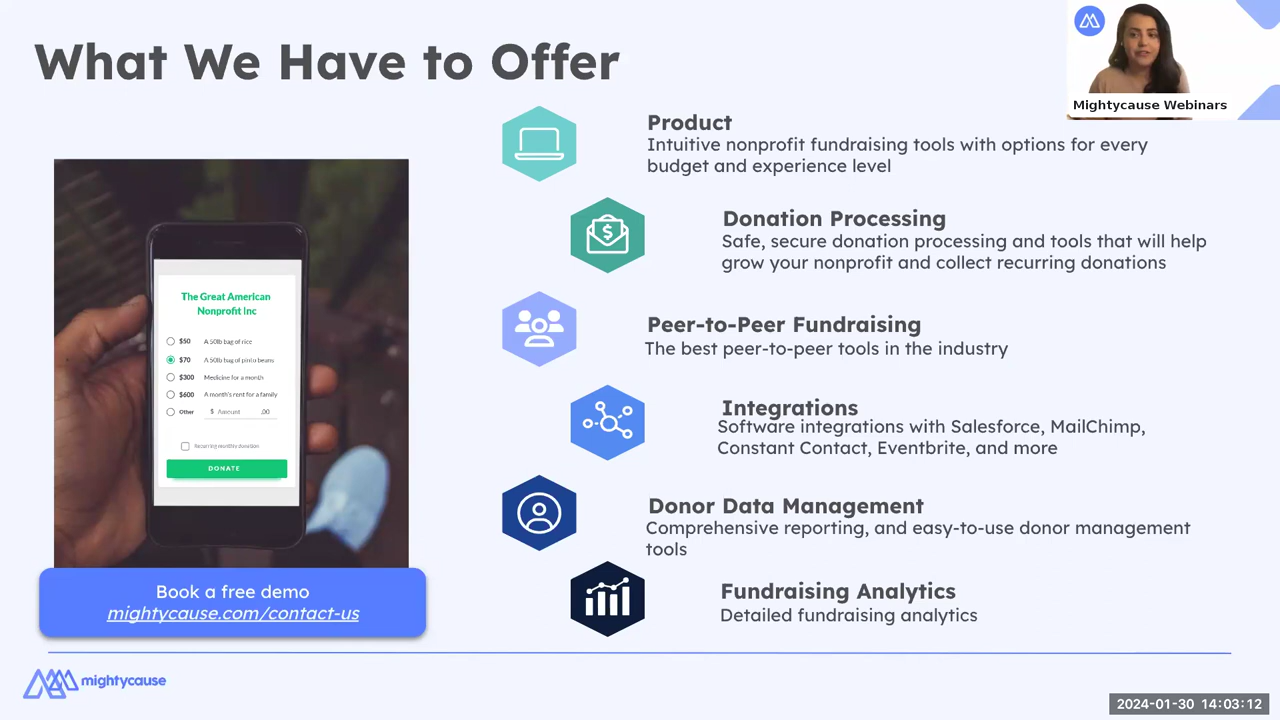 What We Have to Offer
Mightycause Webinars
Product
Intuitive nonprofit fundraising tools with options for every
budget and experience level
Donation Processing
Safe, secure donation processing and tools that will help
grow your nonprofit and collect recurring donations
Peer-to-Peer Fundraising
The best peer-to-peer tools in the industry
Integrations
Software integrations with Salesforce, MailChimp,
Constant Contact, Eventbrite, and more
Donor Data Management
Comprehensive reporting, and easy-to-use donor management
tools
Fundraising Analytics
Detailed fundraising analytics
The Great American
Nonprofit Inc
$50 A 50lb bag of rice
$70 A 50lb bag of pinto beans
$300 Medicine for a month
$600 A month's rent for a family
Other $ Amount .00
Recurring monthly donation
DONATE
Book a free demo
mightycause.com/contact-us
mightycause
2024-01-30 14:03:12